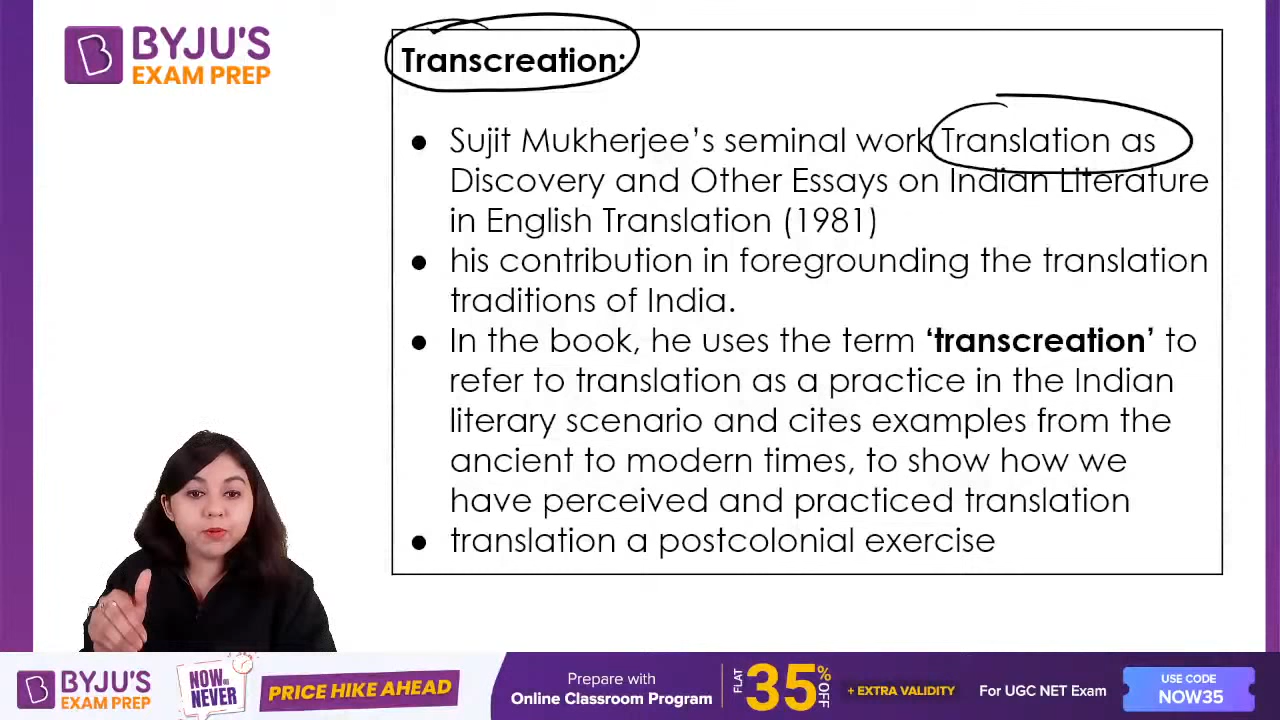 BYJU'S
EXAM PREP
Transcreation:
● Sujit Mukherjee’s seminal work Translation as
Discovery and Other Essays on Indian Literature
in English Translation (1981)
● his contribution in foregrounding the translation
traditions of India.
● In the book, he uses the term ‘transcreation’ to
refer to translation as a practice in the Indian
literary scenario and cites examples from the
ancient to modern times, to show how we
have perceived and practiced translation
● translation a postcolonial exercise
BYJU'S
EXAM PREP
NOW OR
NEVER
PRICE HIKE AHEAD
Prepare with
Online Classroom Program
FLAT 35% OFF
+ EXTRA VALIDITY
For UGC NET Exam
USE CODE
NOW35